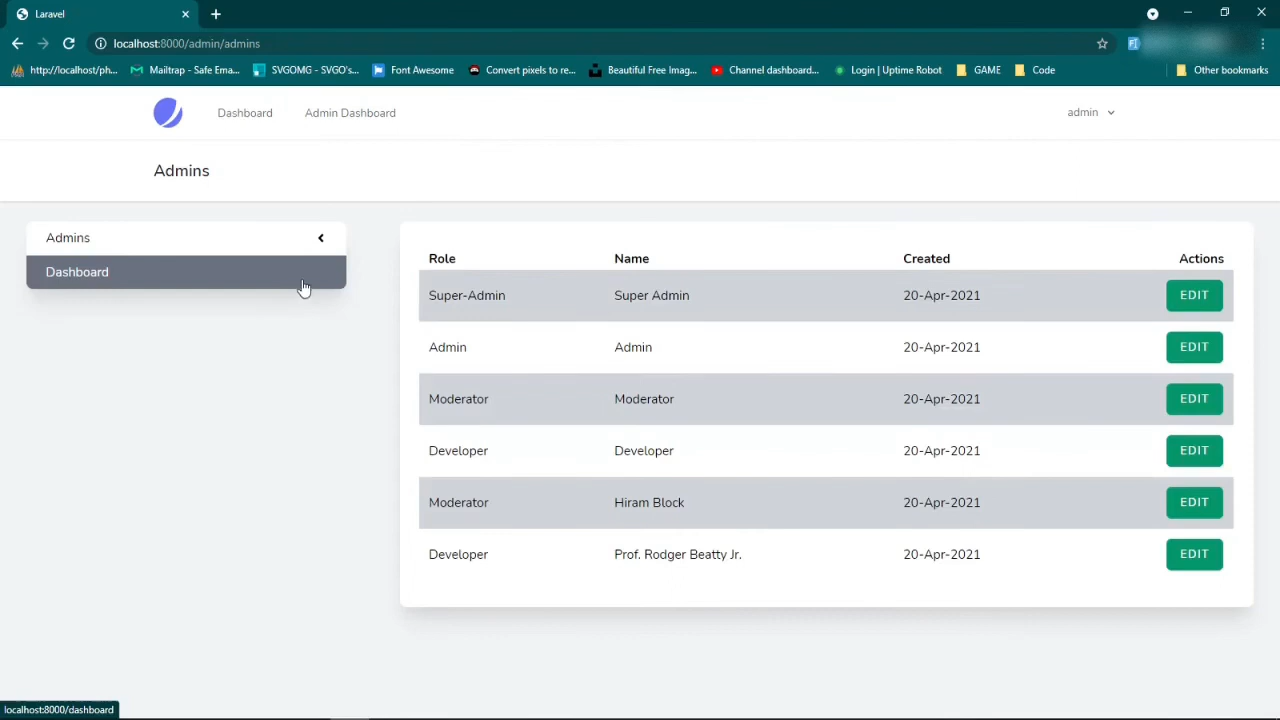 Laravel
localhost:8000/admin/admins
http://localhost/ph... Mailtrap - Safe Ema... SVGOMG - SVGO's... Font Awesome Convert pixels to re... Beautiful Free Imag... Channel dashboard... Login | Uptime Robot GAME Code Other bookmarks
Dashboard Admin Dashboard admin
Admins
Admins
Dashboard
Role Name Created Actions
Super-Admin Super Admin 20-Apr-2021 EDIT
Admin Admin 20-Apr-2021 EDIT
Moderator Moderator 20-Apr-2021 EDIT
Developer Developer 20-Apr-2021 EDIT
Moderator Hiram Block 20-Apr-2021 EDIT
Developer Prof. Rodger Beatty Jr. 20-Apr-2021 EDIT
localhost:8000/dashboard